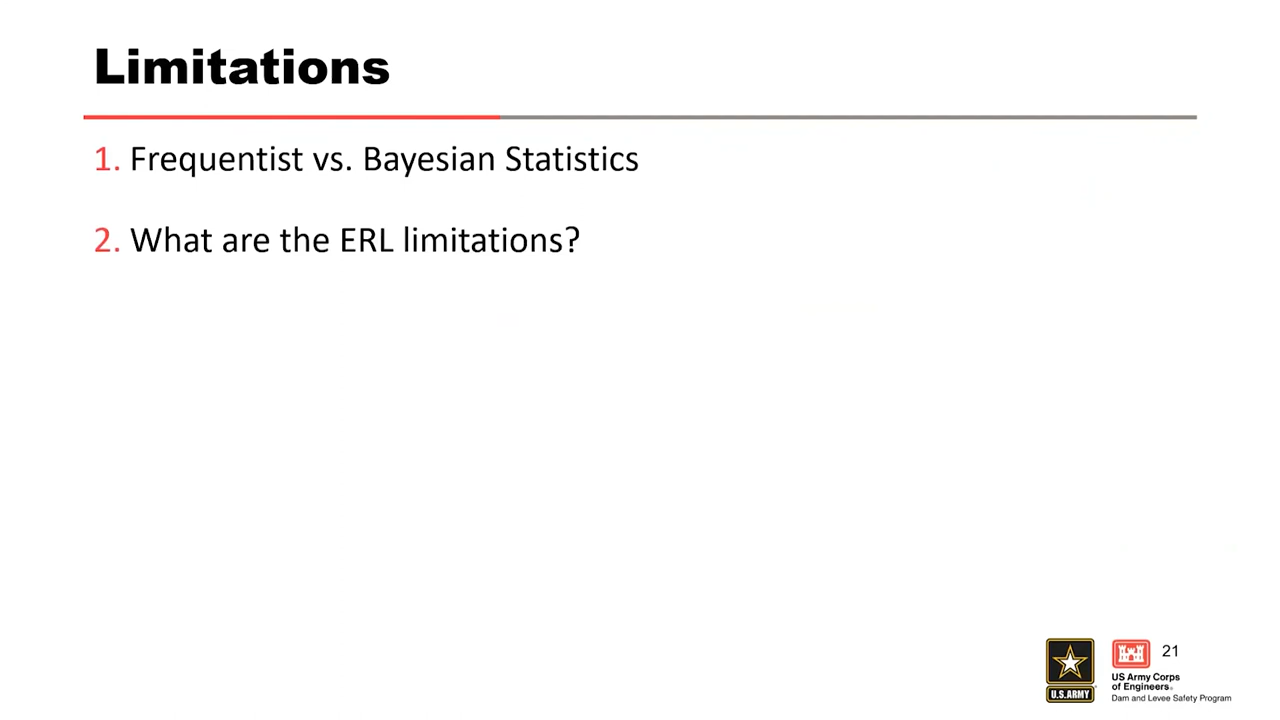 Limitations
1. Frequentist vs. Bayesian Statistics
2. What are the ERL limitations?
21
U.S.ARMY
US Army Corps
of Engineers®
Dam and Levee Safety Program